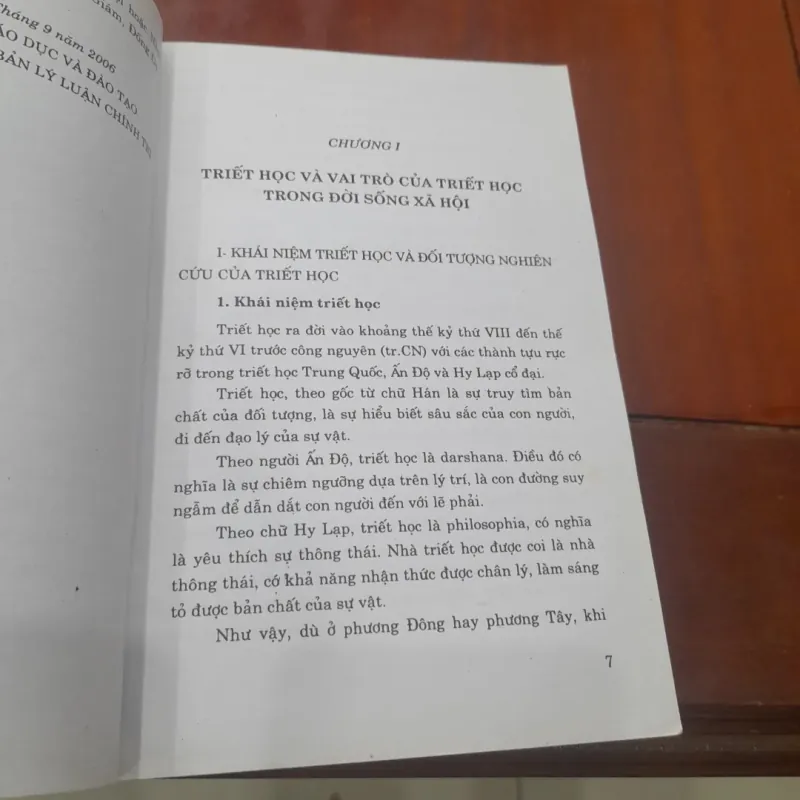 Tháng 9 năm 2006
DỤC VÀ ĐÀO TẠO
BẢN LÝ LUẬN CHÍNH TRỊ
CHƯƠNG I
TRIẾT HỌC VÀ VAI TRÒ CỦA TRIẾT HỌC
TRONG ĐỜI SỐNG XÃ HỘI
I- KHÁI NIỆM TRIẾT HỌC VÀ ĐỐI TƯỢNG NGHIÊN
CỨU CỦA TRIẾT HỌC
1. Khái niệm triết học
Triết học ra đời vào khoảng thế kỷ thứ VIII đến thế
kỷ thứ VI trước công nguyên (tr.CN) với các thành tựu rực
rỡ trong triết học Trung Quốc, Ấn Độ và Hy Lạp cổ đại.
Triết học, theo gốc từ chữ Hán là sự truy tìm bản
chất của đối tượng, là sự hiểu biết sâu sắc của con người,
đi đến đạo lý của sự vật.
Theo người Ấn Độ, triết học là darshana. Điều đó có
nghĩa là sự chiêm ngưỡng dựa trên lý trí, là con đường suy
ngẫm để dẫn dắt con người đến với lẽ phải.
Theo chữ Hy Lạp, triết học là philosophia, có nghĩa
là yêu thích sự thông thái. Nhà triết học được coi là nhà
thông thái, có khả năng nhận thức được chân lý, làm sáng
tỏ được bản chất của sự vật.
Như vậy, dù ở phương Đông hay phương Tây, khi
7